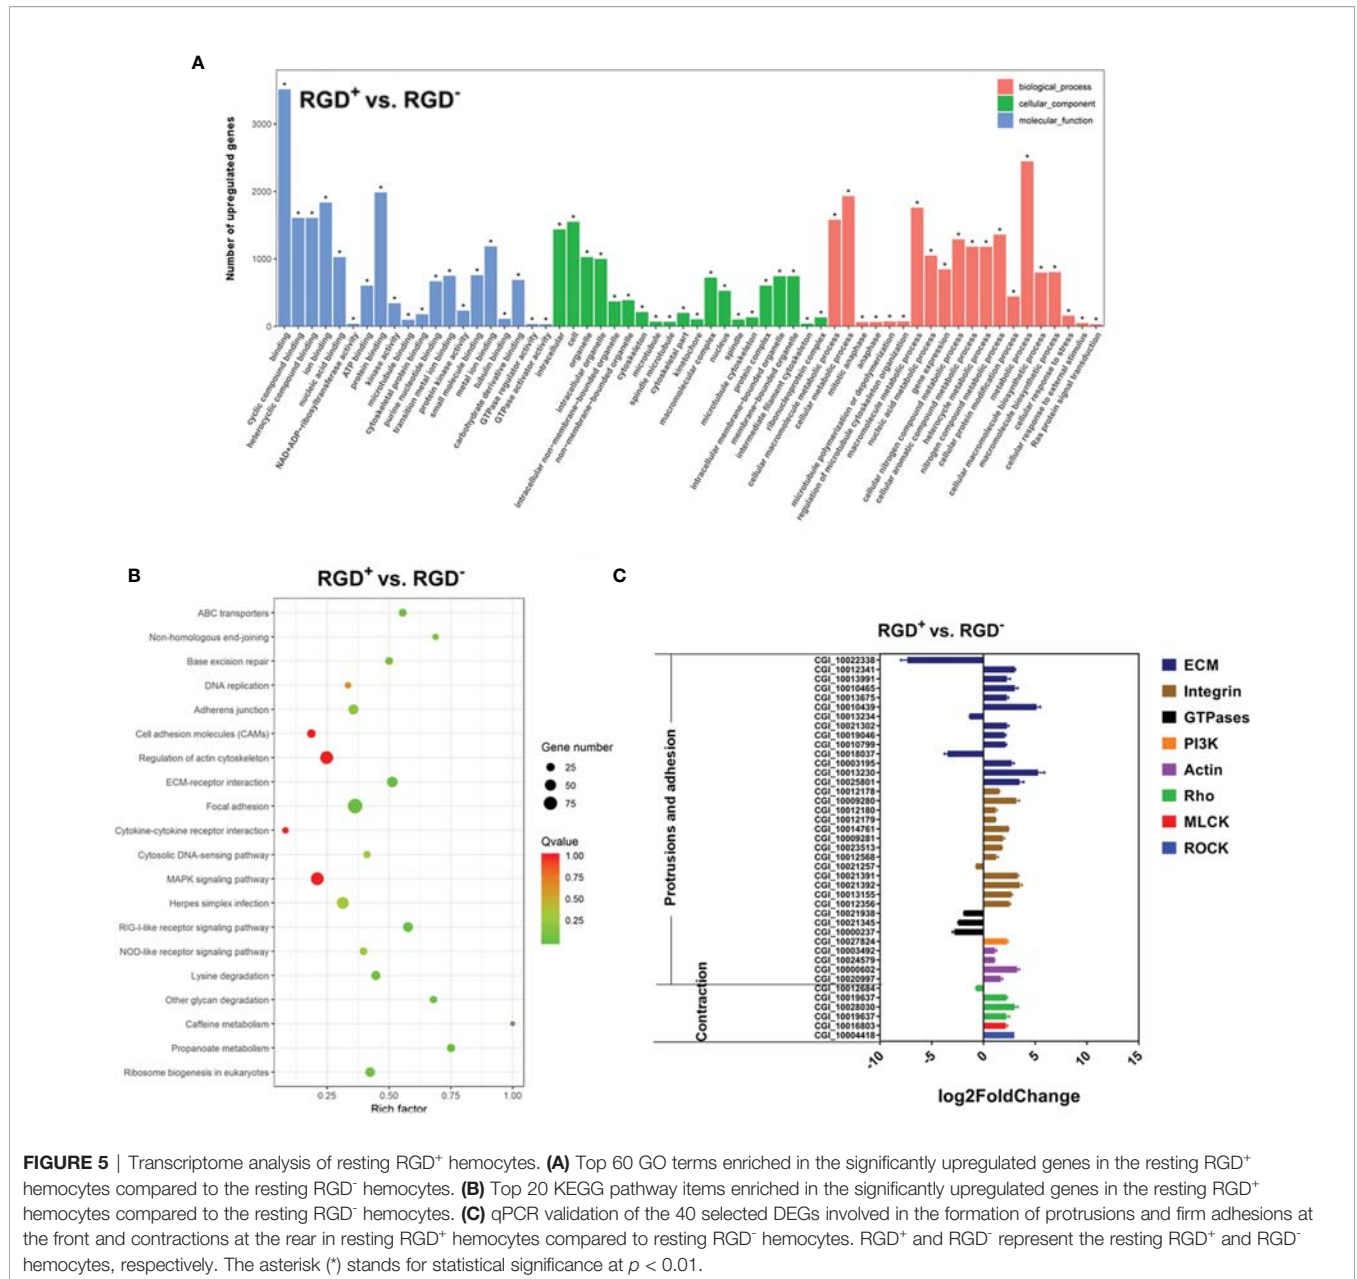 A
RGD+ vs. RGD-
biological_process
cellular_component
molecular_function
Number of upregulated genes
3000
2000
1000
0
binding
cyclic compound binding
heterocyclic compound binding
ion binding
nucleic acid binding
NAD+ADP-ribosyltransferase activity
ATP binding
protein binding
kinase activity
microtubule binding
cytoskeletal protein binding
purine nucleotide binding
transition metal ion binding
protein kinase activity
small molecule binding
metal ion binding
tubulin binding
carbohydrate derivative binding
GTPase regulator activity
GTPase activator activity
intracellular
cell
organelle
intracellular organelle
intracellular non-membrane-bounded organelle
non-membrane-bounded organelle
cytoskeleton
microtubule
spindle microtubule
cytoskeletal part
kinetochore
macromolecular complex
nucleus
spindle
microtubule cytoskeleton
protein complex
intracellular membrane-bounded organelle
membrane-bounded organelle
intermediate filament cytoskeleton
ribonucleoprotein complex
cellular macromolecule metabolic process
cellular metabolic process
mitotic anaphase
anaphase
microtubule polymerization or depolymerization
regulation of microtubule cytoskeleton organization
macromolecule metabolic process
nucleic acid metabolic process
gene expression
cellular nitrogen compound metabolic process
cellular aromatic compound metabolic process
heterocycle metabolic process
nitrogen compound metabolic process
cellular protein modification process
metabolic process
cellular macromolecule biosynthetic process
macromolecule biosynthetic process
cellular response to stress
cellular response to external stimulus
Ras protein signal transduction
B
RGD+ vs. RGD-
ABC transporters
Non-homologous end-joining
Base excision repair
DNA replication
Adherens junction
Cell adhesion molecules (CAMs)
Regulation of actin cytoskeleton
ECM-receptor interaction
Focal adhesion
Cytokine-cytokine receptor interaction
Cytosolic DNA-sensing pathway
MAPK signaling pathway
Herpes simplex infection
RIG-I-like receptor signaling pathway
NOD-like receptor signaling pathway
Lysine degradation
Other glycan degradation
Caffeine metabolism
Propanoate metabolism
Ribosome biogenesis in eukaryotes
0.25 0.50 0.75 1.00
Rich factor
Gene number
25
50
75
Qvalue
1.00
0.75
0.50
0.25
C
RGD+ vs. RGD-
Protrusions and adhesion
Contraction
CGI_10022338
CGI_10012341
CGI_10013991
CGI_10010465
CGI_10013675
CGI_10010439
CGI_10013234
CGI_10021302
CGI_10019046
CGI_10010799
CGI_10018037
CGI_10003195
CGI_10013230
CGI_10025801
CGI_10012178
CGI_10009280
CGI_10012180
CGI_10012179
CGI_10014761
CGI_10009281
CGI_10023513
CGI_10012568
CGI_10021257
CGI_10021391
CGI_10021392
CGI_10013155
CGI_10012356
CGI_10021938
CGI_10021345
CGI_10000237
CGI_10027824
CGI_10003492
CGI_10024579
CGI_10000602
CGI_10020997
CGI_10012684
CGI_10019637
CGI_10028030
CGI_10019637
CGI_10016803
CGI_10004418
-10 -5 0 5 10 15
log2FoldChange
ECM
Integrin
GTPases
PI3K
Actin
Rho
MLCK
ROCK
FIGURE 5 | Transcriptome analysis of resting RGD+ hemocytes. (A) Top 60 GO terms enriched in the significantly upregulated genes in the resting RGD+
hemocytes compared to the resting RGD- hemocytes. (B) Top 20 KEGG pathway items enriched in the significantly upregulated genes in the resting RGD+
hemocytes compared to the resting RGD- hemocytes. (C) qPCR validation of the 40 selected DEGs involved in the formation of protrusions and firm adhesions at
the front and contractions at the rear in resting RGD+ hemocytes compared to resting RGD- hemocytes. RGD+ and RGD- represent the resting RGD+ and RGD-
hemocytes, respectively. The asterisk (*) stands for statistical significance at p < 0.01.